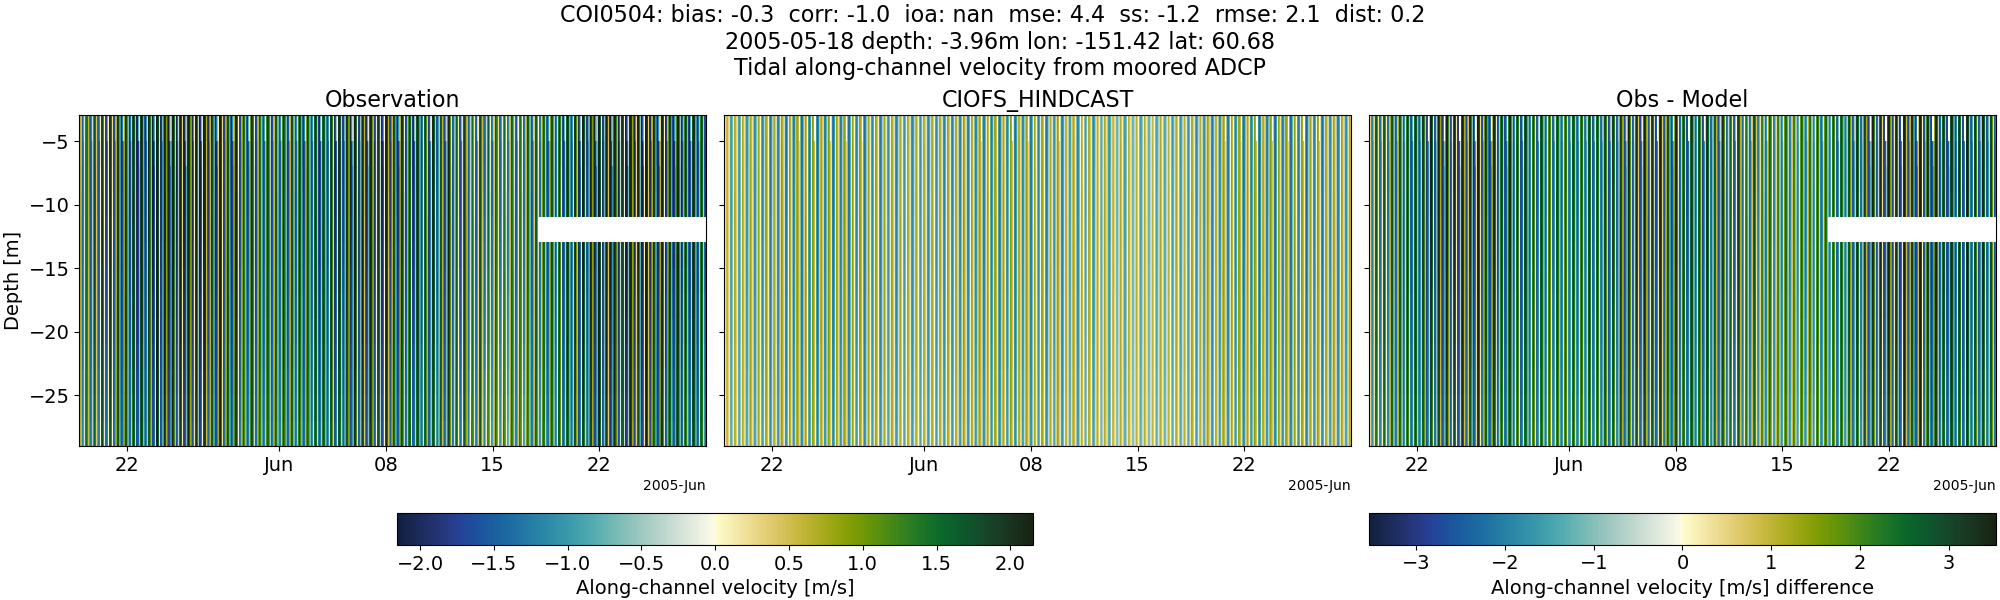 COI0504: bias: -0.3  corr: -1.0  ioa: nan  mse: 4.4  ss: -1.2  rmse: 2.1  dist: 0.2
2005-05-18 depth: -3.96m lon: -151.42 lat: 60.68
Tidal along-channel velocity from moored ADCP
Observation
CIOFS_HINDCAST
Obs - Model
Depth [m]
−5
−10
−15
−20
−25
22 Jun 08 15 22
2005-Jun
22 Jun 08 15 22
2005-Jun
22 Jun 08 15 22
2005-Jun
−2.0 −1.5 −1.0 −0.5 0.0 0.5 1.0 1.5 2.0
Along-channel velocity [m/s]
−3 −2 −1 0 1 2 3
Along-channel velocity [m/s] difference